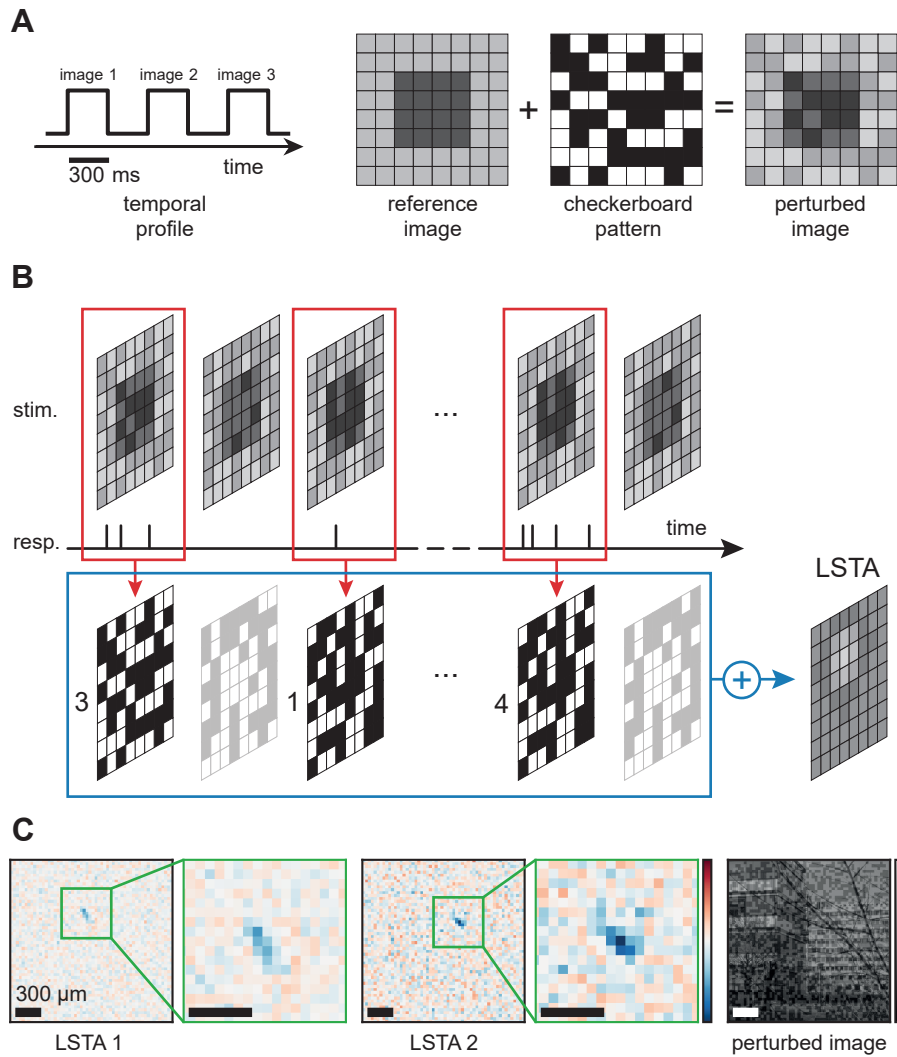 A
image 1 image 2 image 3
+
=
time
300 ms
temporal
profile
reference
image
checkerboard
pattern
perturbed
image
B
stim.
...
resp.
time
LSTA
3
1
...
4
+
C
300 µm
LSTA 1
LSTA 2
perturbed image